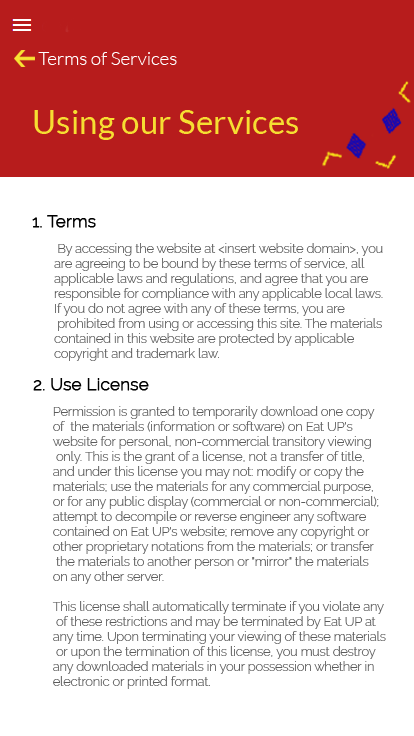 Terms of Services
Using our Services
1. Terms
By accessing the website at <insert website domain>, you
are agreeing to be bound by these terms of service, all
applicable laws and regulations, and agree that you are
responsible for compliance with any applicable local laws.
If you do not agree with any of these terms, you are
prohibited from using or accessing this site. The materials
contained in this website are protected by applicable
copyright and trademark law.
2. Use License
Permission is granted to temporarily download one copy
of the materials (information or software) on Eat UP's
website for personal, non-commercial transitory viewing
only. This is the grant of a license, not a transfer of title,
and under this license you may not: modify or copy the
materials; use the materials for any commercial purpose,
or for any public display (commercial or non-commercial);
attempt to decompile or reverse engineer any software
contained on Eat UP's website; remove any copyright or
other proprietary notations from the materials; or transfer
the materials to another person or "mirror" the materials
on any other server.
This license shall automatically terminate if you violate any
of these restrictions and may be terminated by Eat UP at
any time. Upon terminating your viewing of these materials
or upon the termination of this license, you must destroy
any downloaded materials in your possession whether in
electronic or printed format.